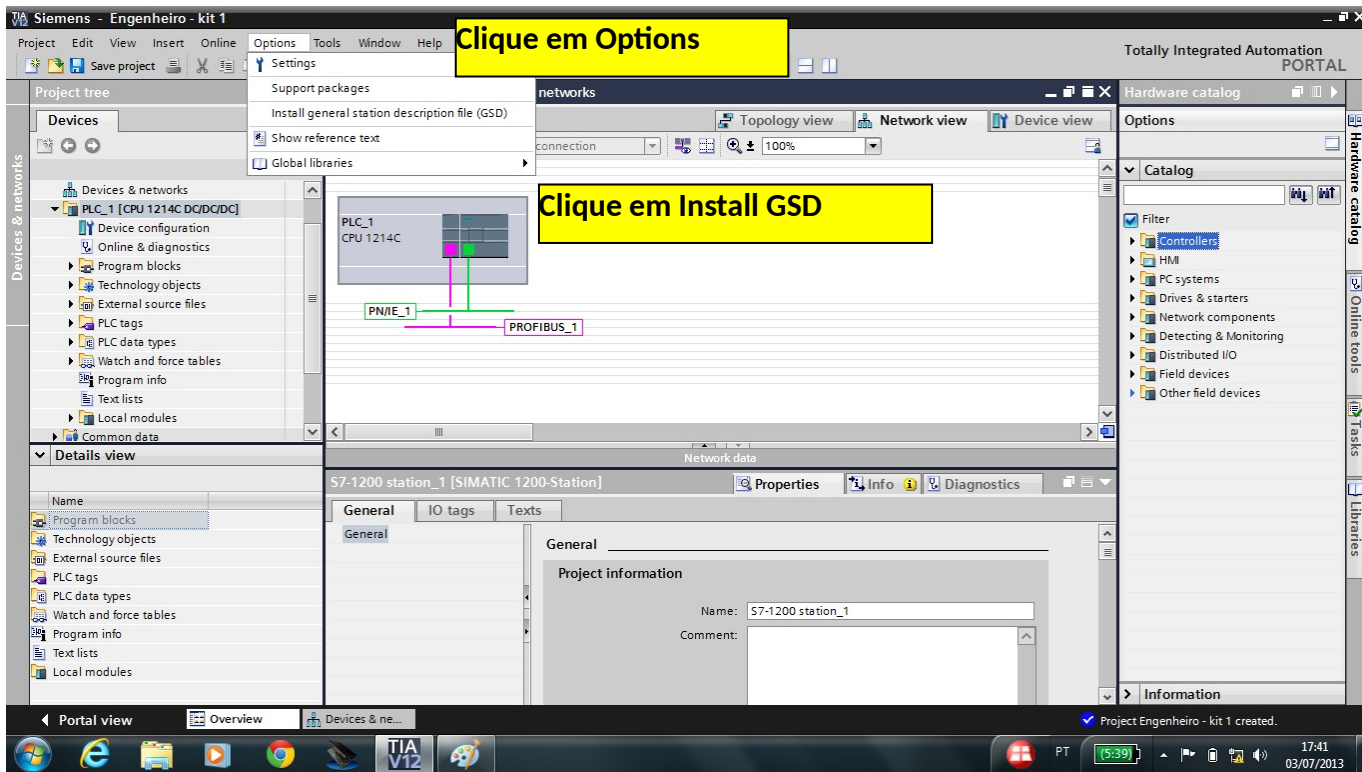 TIA
V12
Siemens - Engenheiro - kit 1
Project Edit View Insert Online Options Tools Window Help
Clique em Options
Totally Integrated Automation
PORTAL
Save project
Settings
Support packages
Install general station description file (GSD)
Show reference text
Global libraries
Project tree
networks
Hardware catalog
Devices
Topology view
Network view
Device view
Options
connection
100%
Devices & networks
Hardware catalog
Online tools
Tasks
Libraries
Catalog
Filter
Controllers
HMI
PC systems
Drives & starters
Network components
Detecting & Monitoring
Distributed I/O
Field devices
Other field devices
Information
Devices & networks
PLC_1 [CPU 1214C DC/DC/DC]
Device configuration
Online & diagnostics
Program blocks
Technology objects
External source files
PLC tags
PLC data types
Watch and force tables
Program info
Text lists
Local modules
Common data
Clique em Install GSD
PLC_1
CPU 1214C
PN/IE_1
PROFIBUS_1
Network data
Details view
Name
Program blocks
Technology objects
External source files
PLC tags
PLC data types
Watch and force tables
Program info
Text lists
Local modules
S7-1200 station_1 [SIMATIC 1200-Station]
Properties
Info
Diagnostics
General
IO tags
Texts
General
General
Project information
Name:
S7-1200 station_1
Comment:
Portal view
Overview
Devices & ne...
Project Engenheiro - kit 1 created.
TIA
V12
PT
(5:39)
17:41
03/07/2013